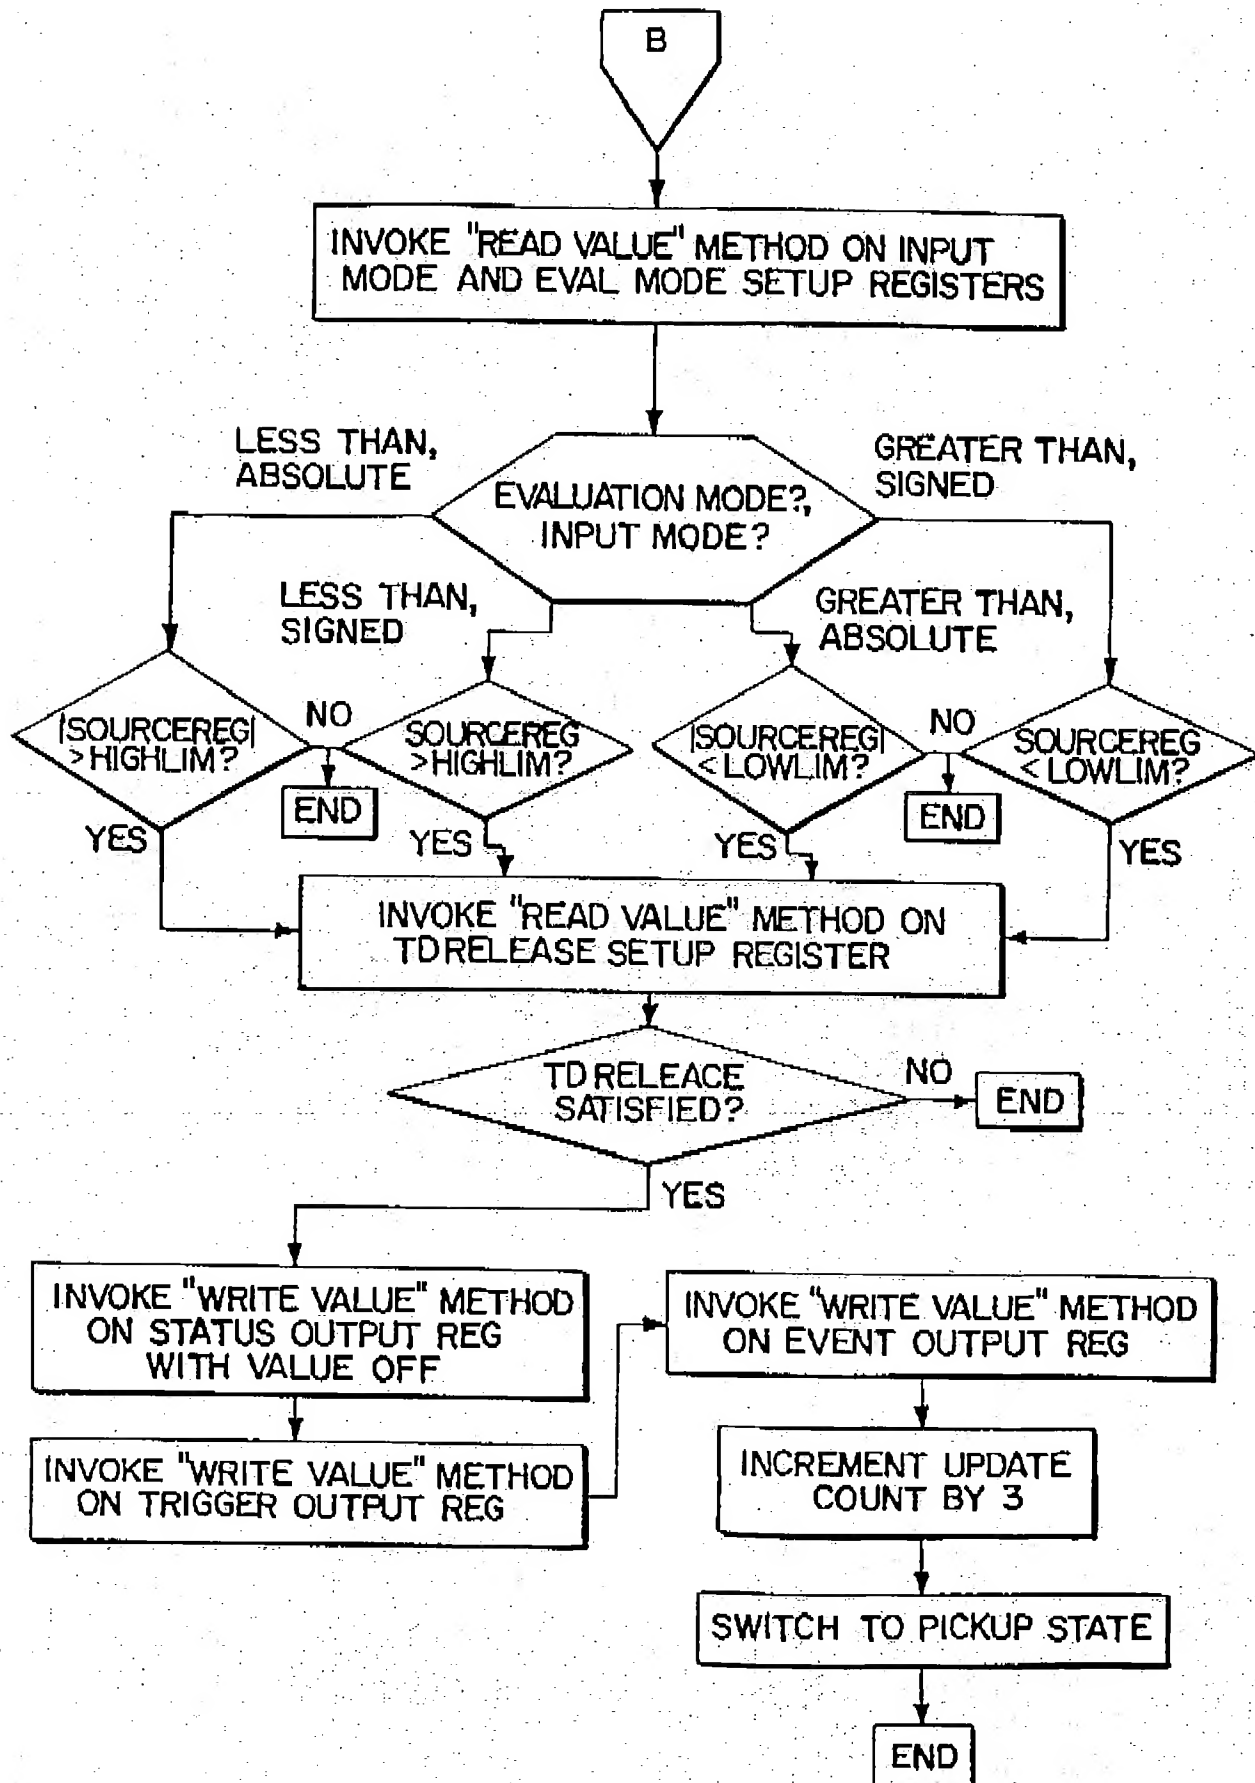 B
INVOKE "READ VALUE" METHOD ON INPUT
MODE AND EVAL MODE SETUP REGISTERS
LESS THAN,
ABSOLUTE
GREATER THAN,
SIGNED
EVALUATION MODE?,
INPUT MODE?
LESS THAN,
SIGNED
GREATER THAN,
ABSOLUTE
|SOURCEREG|
>HIGHLIM?
NO
SOURCEREG
>HIGHLIM?
|SOURCEREG|
<LOWLIM?
NO
SOURCEREG
<LOWLIM?
END
END
YES
YES
YES
YES
INVOKE "READ VALUE" METHOD ON
TD RELEASE SETUP REGISTER
TD RELEACE
SATISFIED?
NO
END
YES
INVOKE "WRITE VALUE" METHOD
ON STATUS OUTPUT REG
WITH VALUE OFF
INVOKE "WRITE VALUE" METHOD
ON TRIGGER OUTPUT REG
INVOKE "WRITE VALUE" METHOD
ON EVENT OUTPUT REG
INCREMENT UPDATE
COUNT BY 3
SWITCH TO PICKUP STATE
END